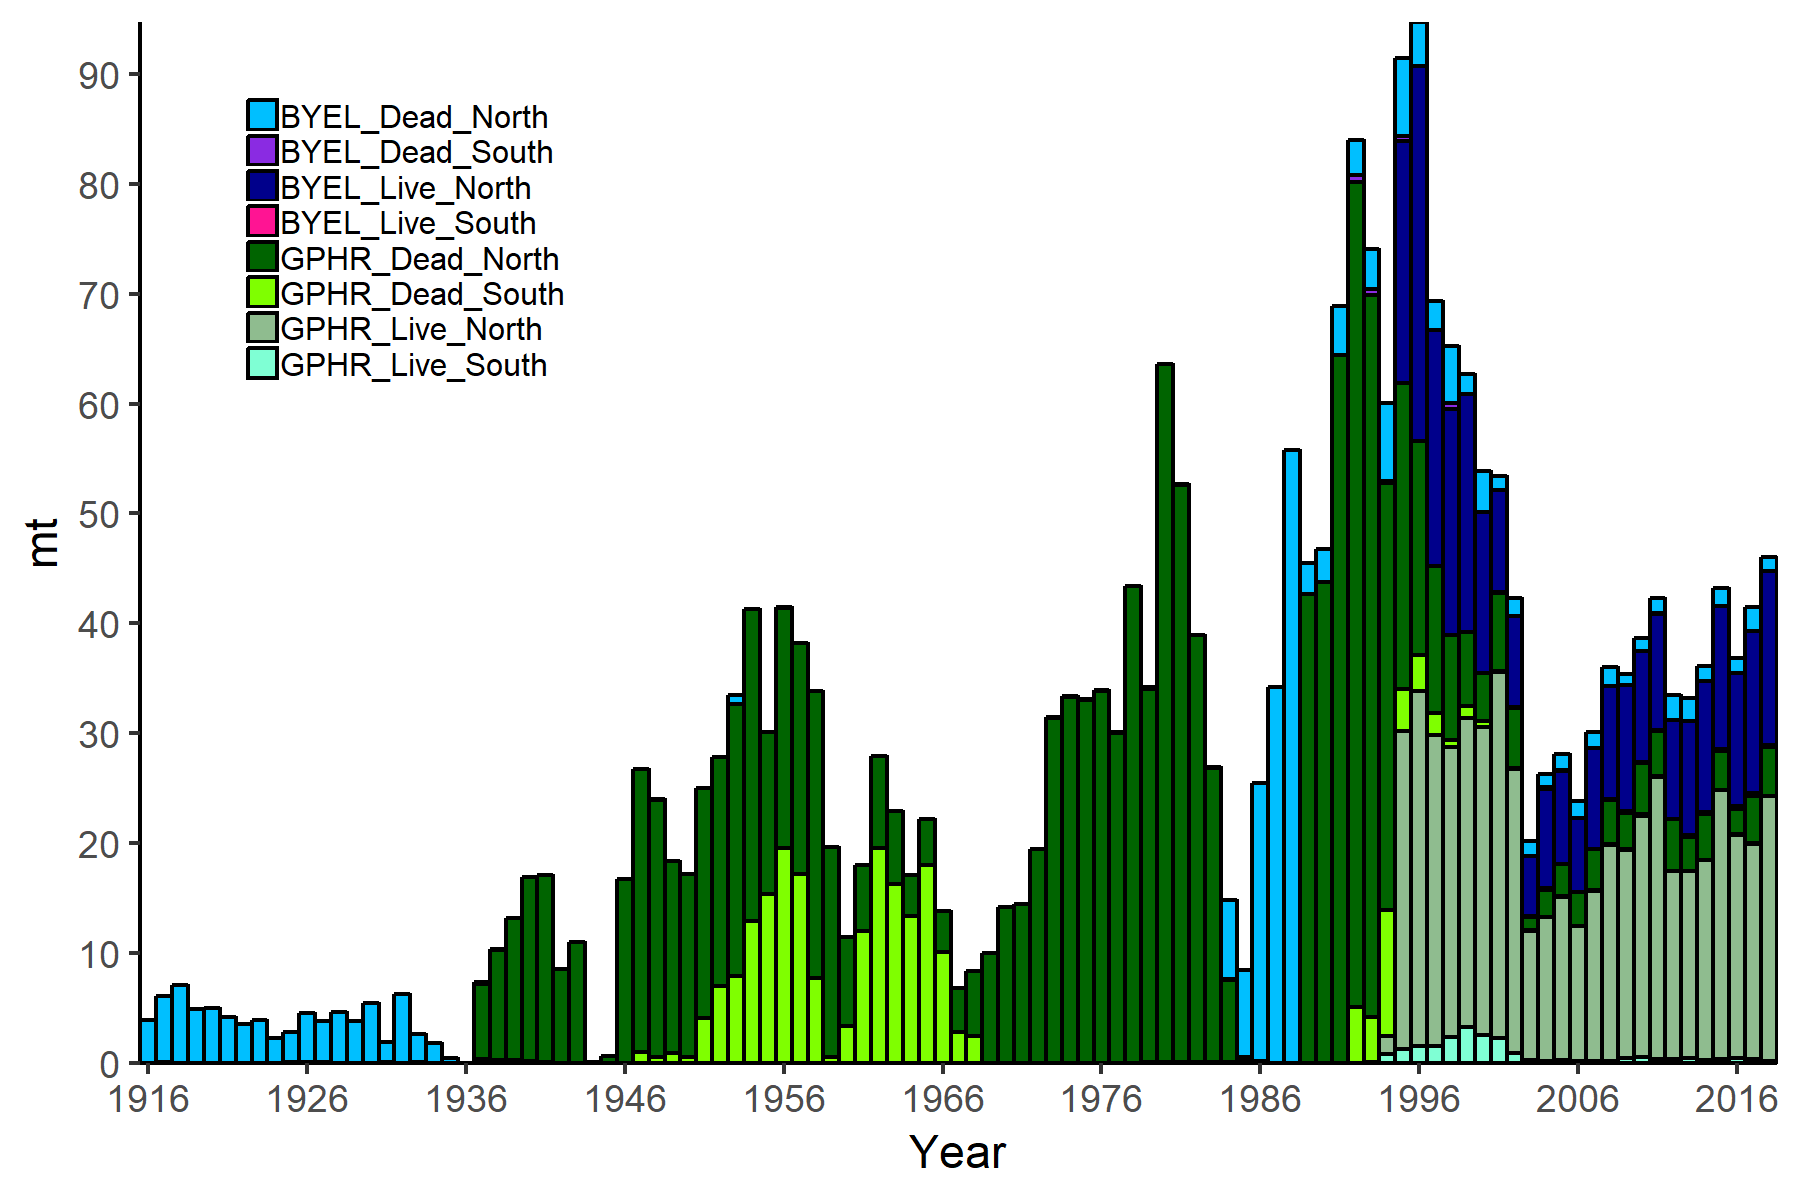 90
80
70
60
50
40
30
20
10
0
mt
BYEL_Dead_North
BYEL_Dead_South
BYEL_Live_North
BYEL_Live_South
GPHR_Dead_North
GPHR_Dead_South
GPHR_Live_North
GPHR_Live_South
1916 1926 1936 1946 1956 1966 1976 1986 1996 2006 2016
Year